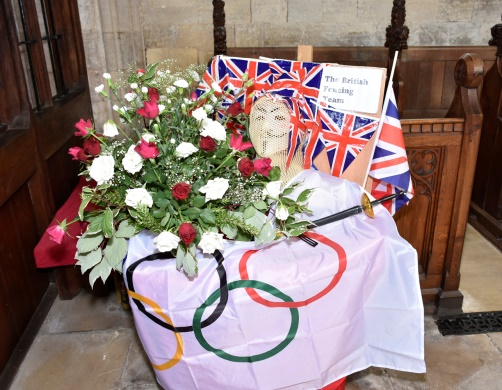 The British
Fencing
Team